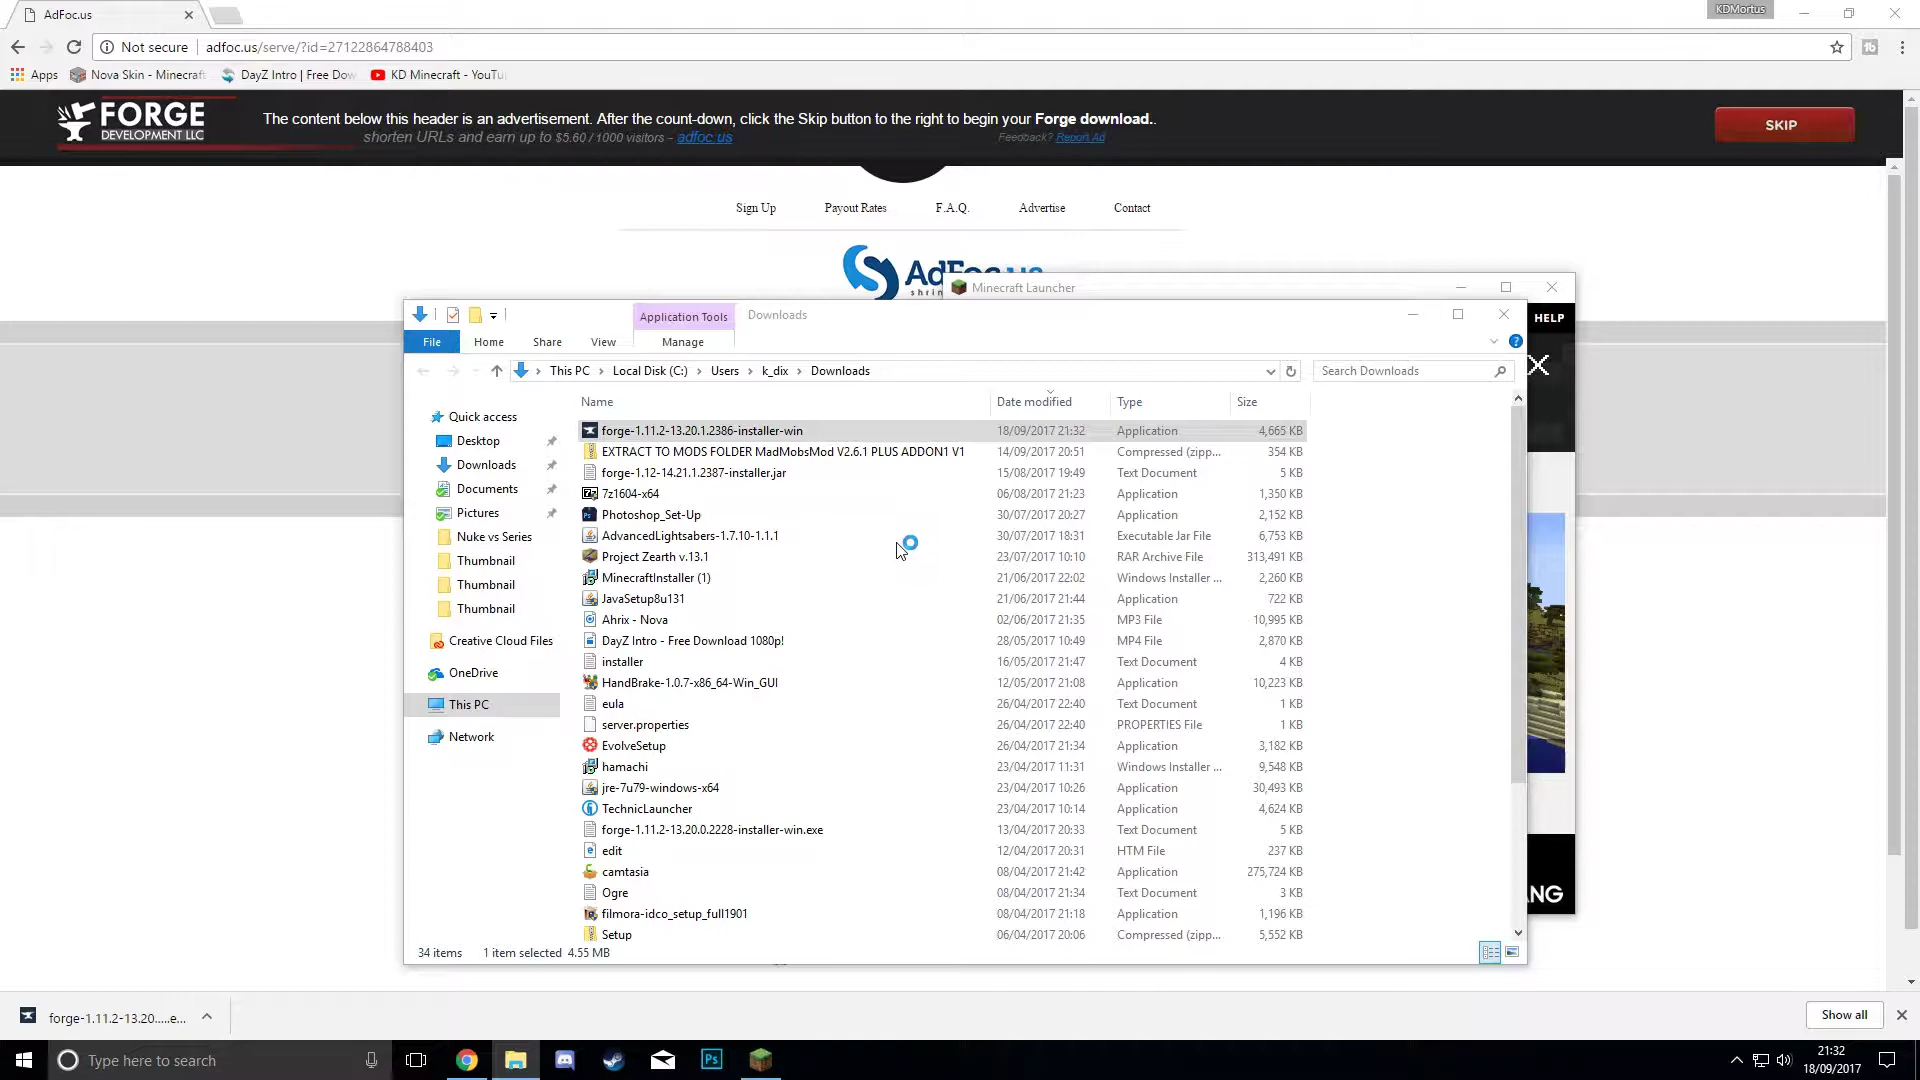 AdFoc.us
KDMortus
Not secure
adfoc.us/serve/?id=27122864788403
Apps
Nova Skin - Minecraft
DayZ Intro | Free Dow
KD Minecraft - YouTu
FORGE
DEVELOPMENT LLC
The content below this header is an advertisement. After the count-down, click the Skip button to the right to begin your Forge download..
shorten URLs and earn up to $5.60 / 1000 visitors - adfoc.us
Feedback? Report Ad
SKIP
Sign Up
Payout Rates
F.A.Q.
Advertise
Contact
AdFoc.us
shrin
Minecraft Launcher
HELP
Application Tools
Downloads
File
Home
Share
View
Manage
This PC
Local Disk (C:)
Users
k_dix
Downloads
Search Downloads
Name
Date modified
Type
Size
Quick access
Desktop
Downloads
Documents
Pictures
Nuke vs Series
Thumbnail
Thumbnail
Thumbnail
Creative Cloud Files
OneDrive
This PC
Network
forge-1.11.2-13.20.1.2386-installer-win 18/09/2017 21:32 Application 4,665 KB
EXTRACT TO MODS FOLDER MadMobsMod V2.6.1 PLUS ADDON1 V1 14/09/2017 20:51 Compressed (zipp... 354 KB
forge-1.12-14.21.1.2387-installer.jar 15/08/2017 19:49 Text Document 5 KB
7z1604-x64 06/08/2017 21:23 Application 1,350 KB
Photoshop_Set-Up 30/07/2017 20:27 Application 2,152 KB
AdvancedLightsabers-1.7.10-1.1.1 30/07/2017 18:31 Executable Jar File 6,753 KB
Project Zearth v.13.1 23/07/2017 10:10 RAR Archive File 313,491 KB
MinecraftInstaller (1) 21/06/2017 22:02 Windows Installer ... 2,260 KB
JavaSetup8u131 21/06/2017 21:44 Application 722 KB
Ahrix - Nova 02/06/2017 21:35 MP3 File 10,995 KB
DayZ Intro - Free Download 1080p! 28/05/2017 10:49 MP4 File 2,870 KB
installer 16/05/2017 21:47 Text Document 4 KB
HandBrake-1.0.7-x86_64-Win_GUI 12/05/2017 21:08 Application 10,223 KB
eula 26/04/2017 22:40 Text Document 1 KB
server.properties 26/04/2017 22:40 PROPERTIES File 1 KB
EvolveSetup 26/04/2017 21:34 Application 3,182 KB
hamachi 23/04/2017 11:31 Windows Installer ... 9,548 KB
jre-7u79-windows-x64 23/04/2017 10:26 Application 30,493 KB
TechnicLauncher 23/04/2017 10:14 Application 4,624 KB
forge-1.11.2-13.20.0.2228-installer-win.exe 13/04/2017 20:33 Text Document 5 KB
edit 12/04/2017 20:31 HTM File 237 KB
camtasia 08/04/2017 21:42 Application 275,724 KB
Ogre 08/04/2017 21:34 Text Document 3 KB
filmora-idco_setup_full1901 08/04/2017 21:18 Application 1,196 KB
Setup 06/04/2017 20:06 Compressed (zipp... 5,552 KB
ANG
34 items
1 item selected 4.55 MB
forge-1.11.2-13.20.....e...
Show all
Type here to search
Ps
21:32
18/09/2017